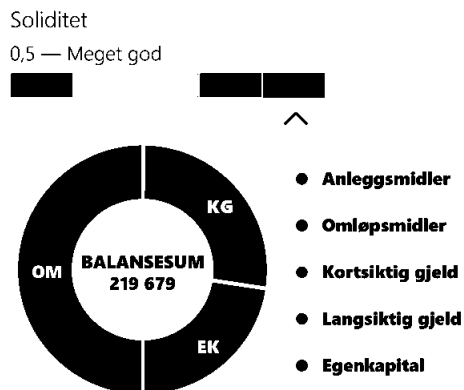 Soliditet
0,5 — Meget god
KG
OM
BALANSESUM
219 679
EK
Anleggsmidler
Omløpsmidler
Kortsiktig gjeld
Langsiktig gjeld
Egenkapital